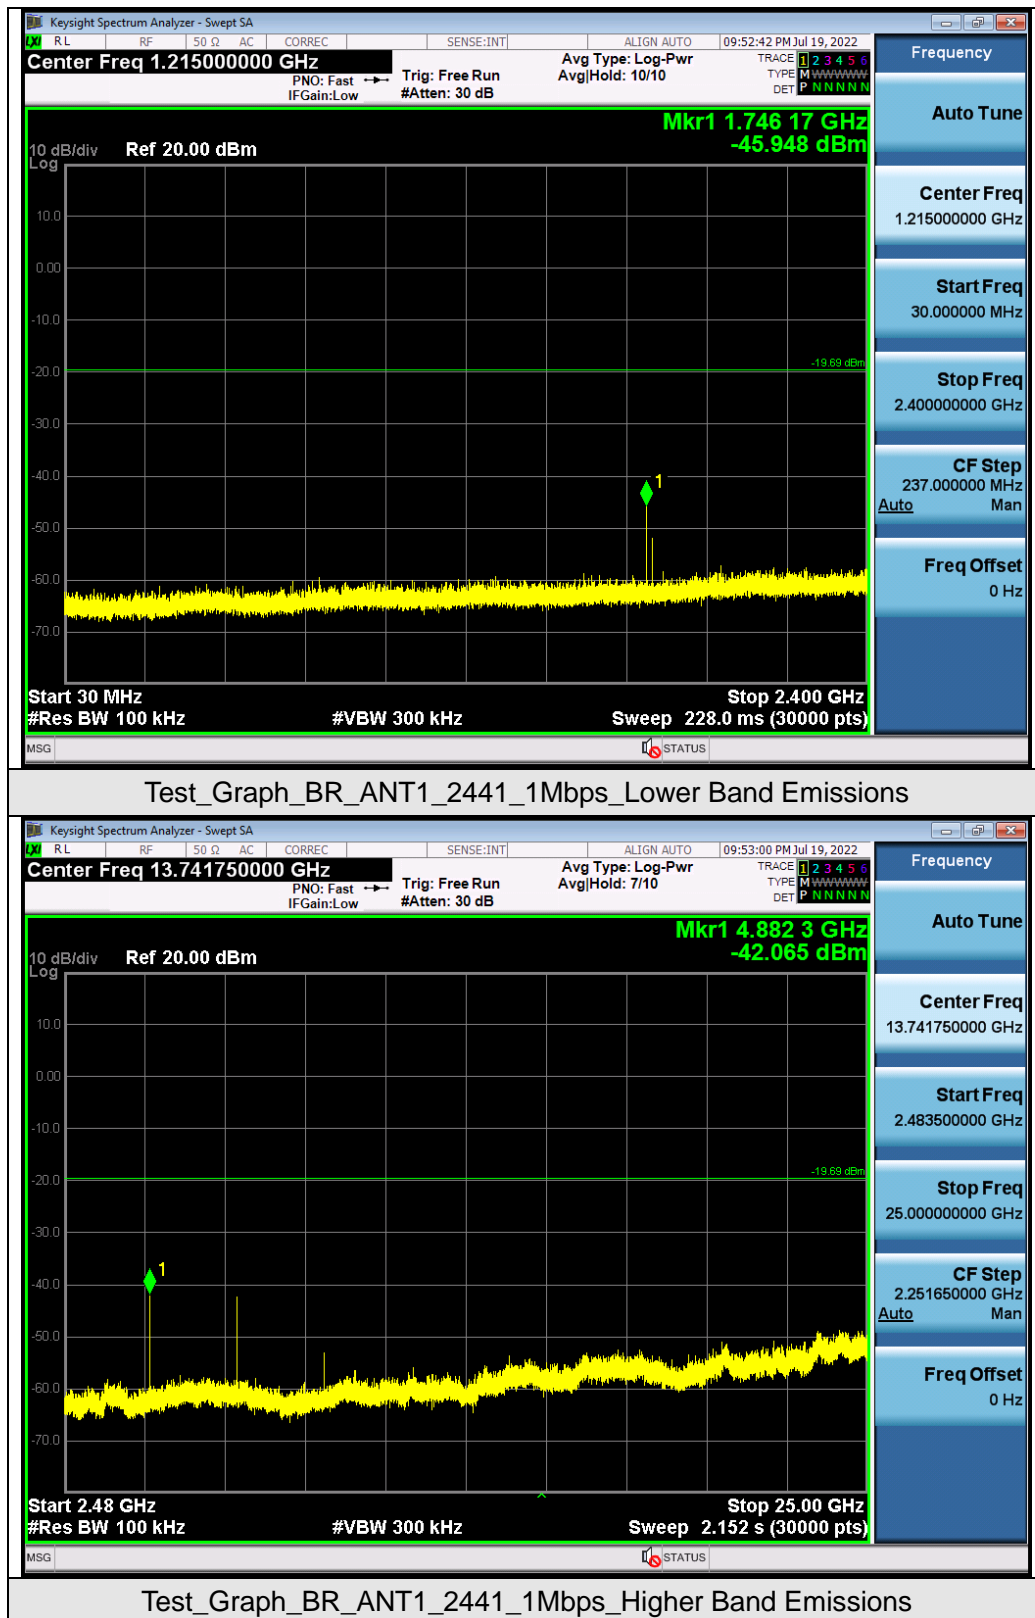 Keysight Spectrum Analyzer - Swept SA
LXI RL RF 50 Ω AC CORREC SENSE:INT ALIGN AUTO 09:52:42 PM Jul 19, 2022
Center Freq 1.215000000 GHz
PNO: Fast
IFGain:Low
Trig: Free Run
#Atten: 30 dB
Avg Type: Log-Pwr
Avg|Hold: 10/10
TRACE 1 2 3 4 5 6
TYPE M WWWWW
DET P N N N N N
Mkr1 1.746 17 GHz
-45.948 dBm
10 dB/div Ref 20.00 dBm
Log
10.0
0.00
-10.0
-19.69 dBm
-20.0
-30.0
-40.0
1
-50.0
-60.0
-70.0
Start 30 MHz Stop 2.400 GHz
#Res BW 100 kHz #VBW 300 kHz Sweep 228.0 ms (30000 pts)
MSG STATUS
Frequency
Auto Tune
Center Freq
1.215000000 GHz
Start Freq
30.000000 MHz
Stop Freq
2.400000000 GHz
CF Step
237.000000 MHz
Auto Man
Freq Offset
0 Hz
Test_Graph_BR_ANT1_2441_1Mbps_Lower Band Emissions
Keysight Spectrum Analyzer - Swept SA
LXI RL RF 50 Ω AC CORREC SENSE:INT ALIGN AUTO 09:53:00 PM Jul 19, 2022
Center Freq 13.741750000 GHz
PNO: Fast
IFGain:Low
Trig: Free Run
#Atten: 30 dB
Avg Type: Log-Pwr
Avg|Hold: 7/10
TRACE 1 2 3 4 5 6
TYPE M WWWWW
DET P N N N N N
Mkr1 4.882 3 GHz
-42.065 dBm
10 dB/div Ref 20.00 dBm
Log
10.0
0.00
-10.0
-19.69 dBm
-20.0
-30.0
1
-40.0
-50.0
-60.0
-70.0
Start 2.48 GHz Stop 25.00 GHz
#Res BW 100 kHz #VBW 300 kHz Sweep 2.152 s (30000 pts)
MSG STATUS
Frequency
Auto Tune
Center Freq
13.741750000 GHz
Start Freq
2.483500000 GHz
Stop Freq
25.000000000 GHz
CF Step
2.251650000 GHz
Auto Man
Freq Offset
0 Hz
Test_Graph_BR_ANT1_2441_1Mbps_Higher Band Emissions